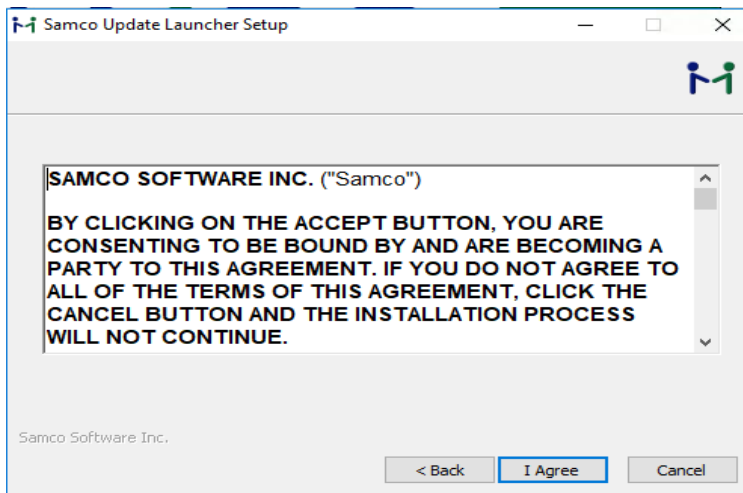 Samco Update Launcher Setup
SAMCO SOFTWARE INC. ("Samco")
BY CLICKING ON THE ACCEPT BUTTON, YOU ARE
CONSENTING TO BE BOUND BY AND ARE BECOMING A
PARTY TO THIS AGREEMENT. IF YOU DO NOT AGREE TO
ALL OF THE TERMS OF THIS AGREEMENT, CLICK THE
CANCEL BUTTON AND THE INSTALLATION PROCESS
WILL NOT CONTINUE.
Samco Software Inc.
< Back I Agree Cancel